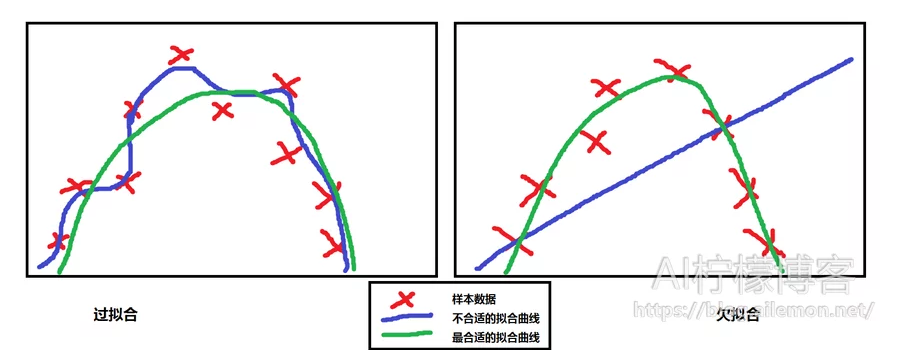 过拟合
样本数据
不合适的拟合曲线
最合适的拟合曲线
欠拟合
AI柠檬博客
https://blog.ailemon.net/